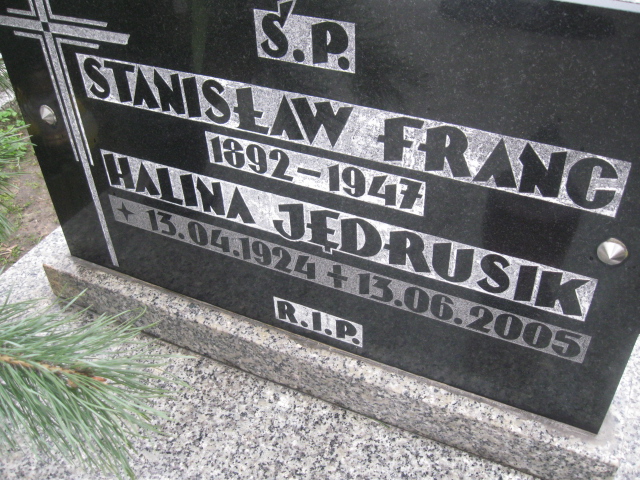 Ś.P.
STANISŁAW FRANC
1892-1947
HALINA JĘDRUSIK
+ 13.04.1924 + 13.06.2005
R.I.P.